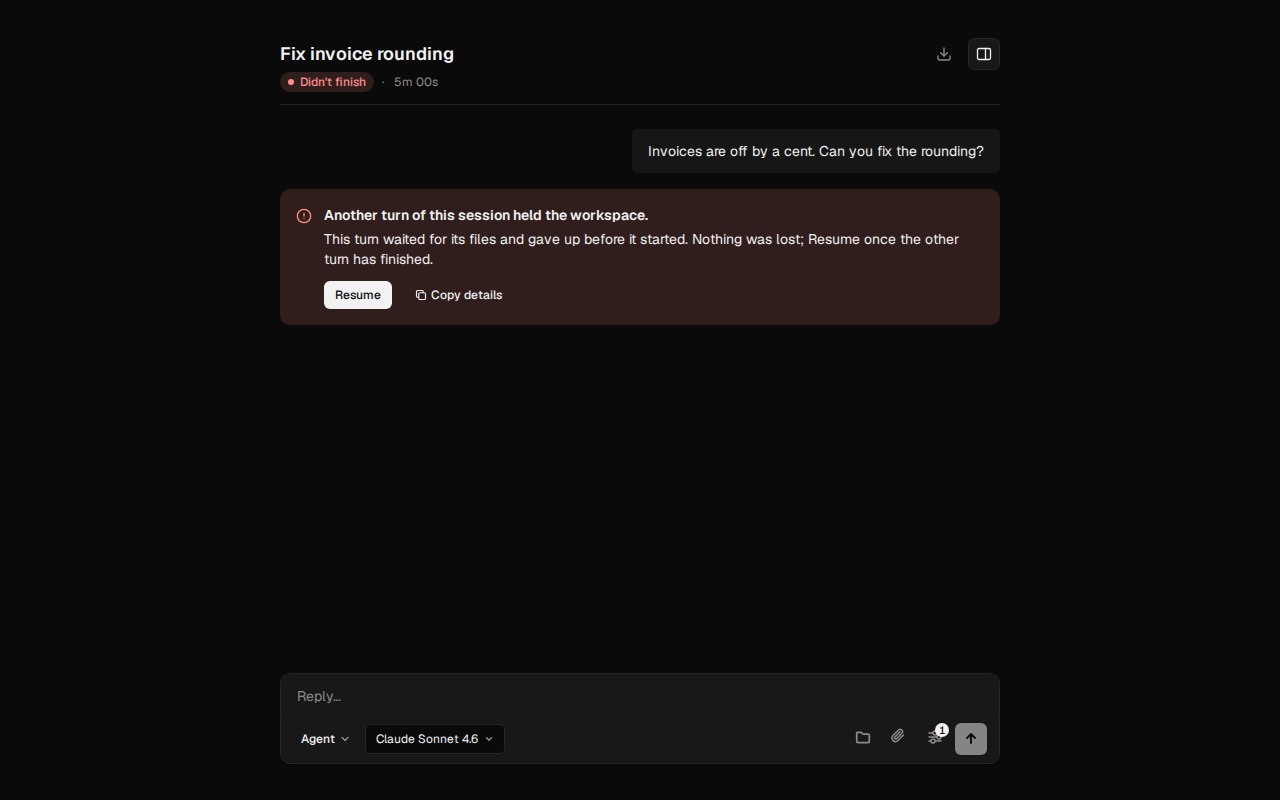 Fix invoice rounding
Didn't finish · 5m 00s
Invoices are off by a cent. Can you fix the rounding?
Another turn of this session held the workspace.
This turn waited for its files and gave up before it started. Nothing was lost; Resume once the other
turn has finished.
Resume Copy details
Reply...
Agent Claude Sonnet 4.6 1